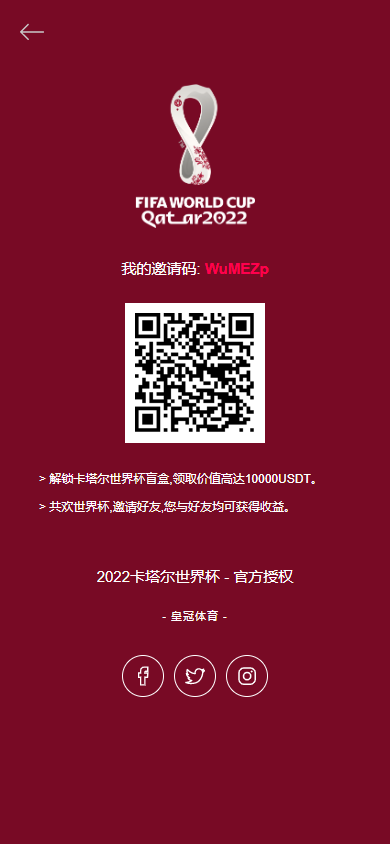 FIFA WORLD CUP
Qatar2022
我的邀请码: WuMEZp
> 解锁卡塔尔世界杯盲盒,领取价值高达10000USDT。
> 共欢世界杯,邀请好友,您与好友均可获得收益。
2022卡塔尔世界杯 - 官方授权
- 皇冠体育 -